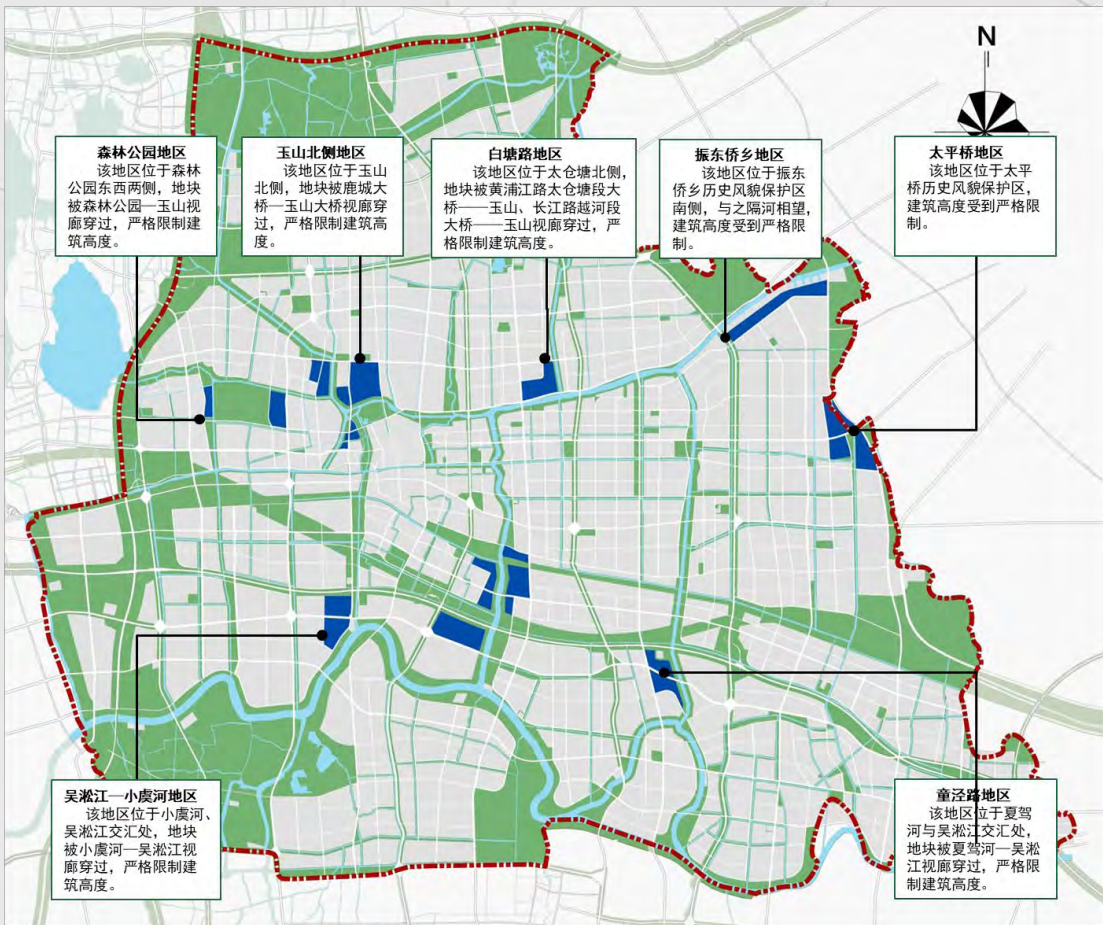 N
森林公园地区
该地区位于森林
公园东西两侧，地块
被森林公园—玉山视
廊穿过，严格限制建筑
高度。
玉山北侧地区
该地区位于玉山
北侧，地块被鹿城大
桥—玉山大桥视廊穿
过，严格限制建筑高
度。
白塘路地区
该地区位于太仓塘北侧，
地块被黄浦江路太仓塘段大
桥——玉山、长江路越河段
大桥——玉山视廊穿过，严
格限制建筑高度。
振东侨乡地区
该地区位于振东
侨乡历史风貌保护区
南侧，与之隔河相望，
建筑高度受到严格限
制。
太平桥地区
该地区位于太平
桥历史风貌保护区，
建筑高度受到严格限
制。
吴淞江—小虞河地区
该地区位于小虞河、
吴淞江交汇处，地块
被小虞河—吴淞江视
廊穿过，严格限制建
筑高度。
童泾路地区
该地区位于夏驾
河与吴淞江交汇处，
地块被夏驾河—吴淞
江视廊穿过，严格限
制建筑高度。